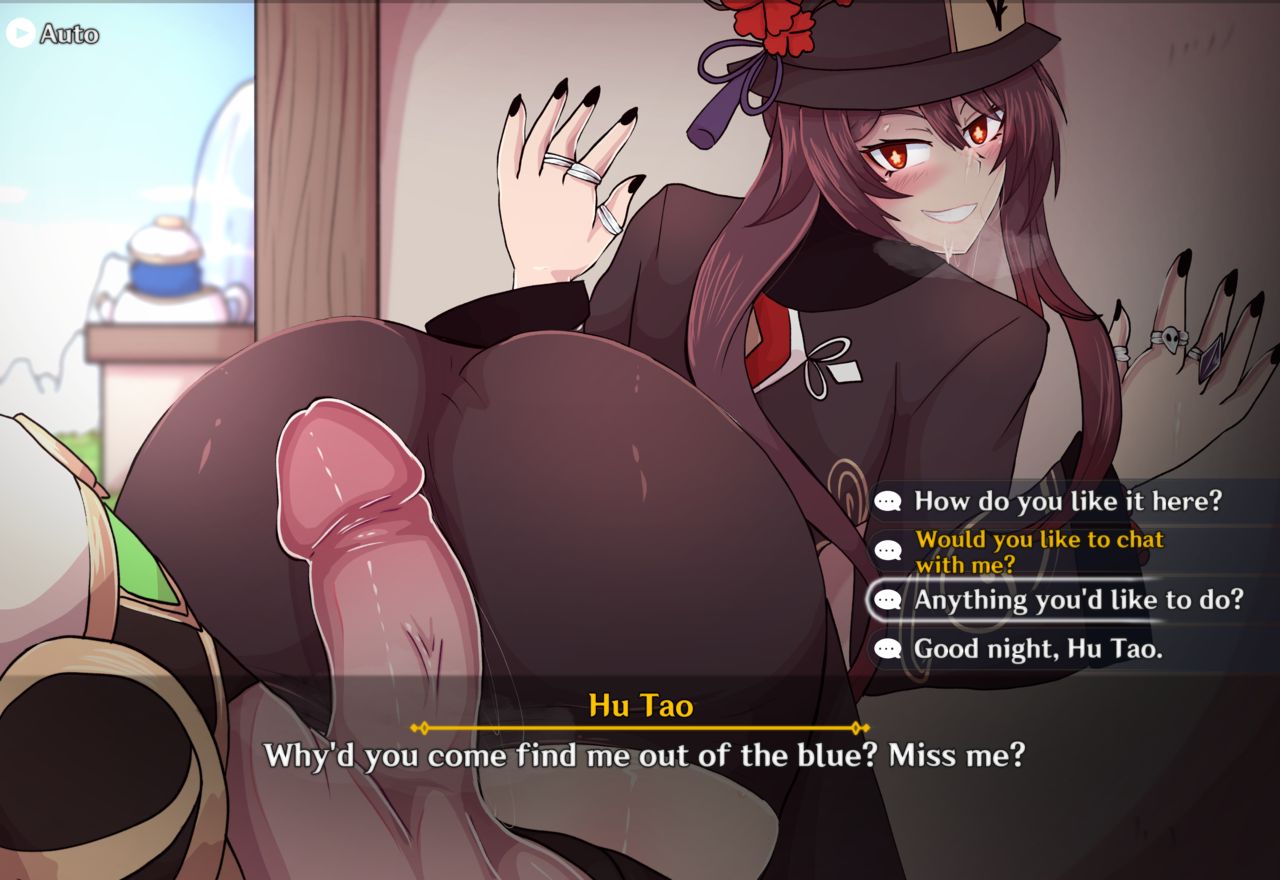 Auto
How do you like it here?
Would you like to chat
with me?
Anything you'd like to do?
Good night, Hu Tao.
Hu Tao
Why'd you come find me out of the blue? Miss me?